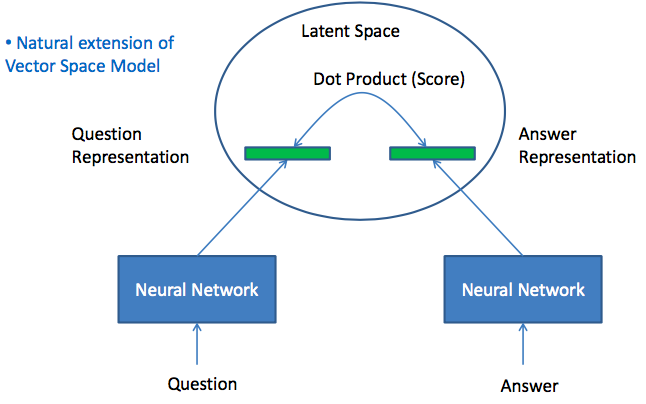 • Natural extension of
Vector Space Model
Latent Space
Dot Product (Score)
Question
Representation
Answer
Representation
Neural Network
Neural Network
Question
Answer